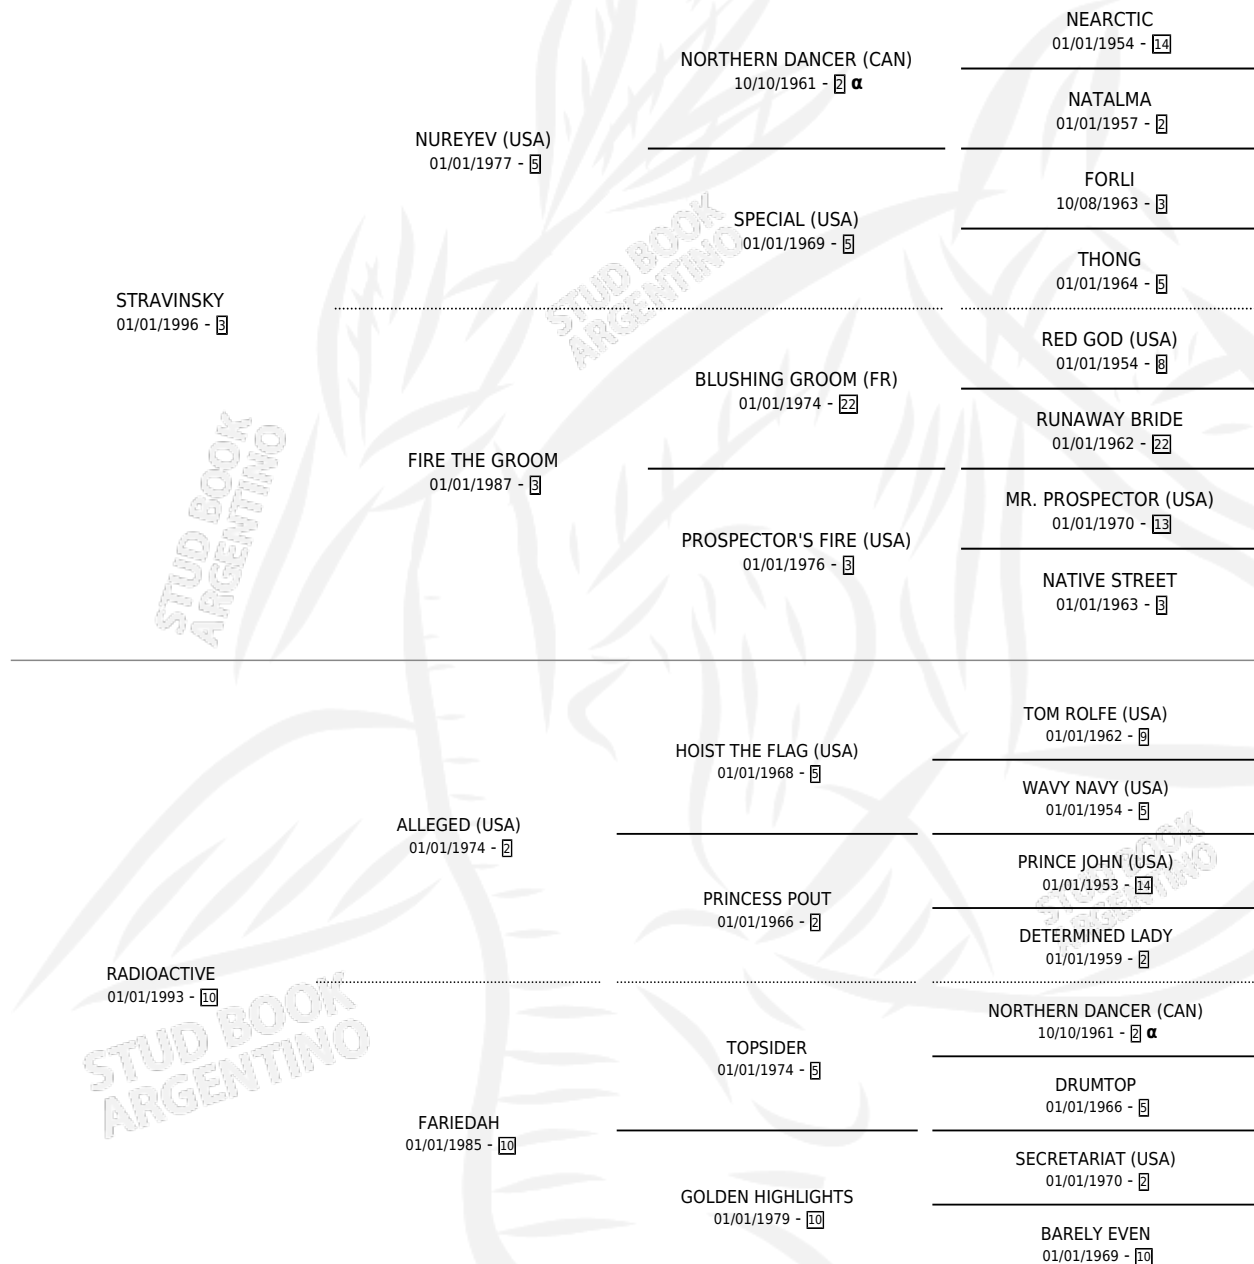 NEARCTIC
01/01/1954 - 14
NORTHERN DANCER (CAN)
10/10/1961 - 2 α
NATALMA
01/01/1957 - 2
NUREYEV (USA)
01/01/1977 - 5
FORLI
10/08/1963 - 3
SPECIAL (USA)
01/01/1969 - 5
THONG
01/01/1964 - 5
STRAVINSKY
01/01/1996 - 3
RED GOD (USA)
01/01/1954 - 8
BLUSHING GROOM (FR)
01/01/1974 - 22
RUNAWAY BRIDE
01/01/1962 - 22
FIRE THE GROOM
01/01/1987 - 3
MR. PROSPECTOR (USA)
01/01/1970 - 13
PROSPECTOR'S FIRE (USA)
01/01/1976 - 3
NATIVE STREET
01/01/1963 - 3
TOM ROLFE (USA)
01/01/1962 - 9
HOIST THE FLAG (USA)
01/01/1968 - 5
WAVY NAVY (USA)
01/01/1954 - 5
ALLEGED (USA)
01/01/1974 - 2
PRINCE JOHN (USA)
01/01/1953 - 14
PRINCESS POUT
01/01/1966 - 2
DETERMINED LADY
01/01/1959 - 2
RADIOACTIVE
01/01/1993 - 10
NORTHERN DANCER (CAN)
10/10/1961 - 2 α
TOPSIDER
01/01/1974 - 5
DRUMTOP
01/01/1966 - 5
FARIEDAH
01/01/1985 - 10
SECRETARIAT (USA)
01/01/1970 - 2
GOLDEN HIGHLIGHTS
01/01/1979 - 10
BARELY EVEN
01/01/1969 - 10
STUD BOOK
ARGENTINO
STUD BOOK
ARGENTINO
STUD BOOK
ARGENTINO
STUD BOOK
ARGENTINO